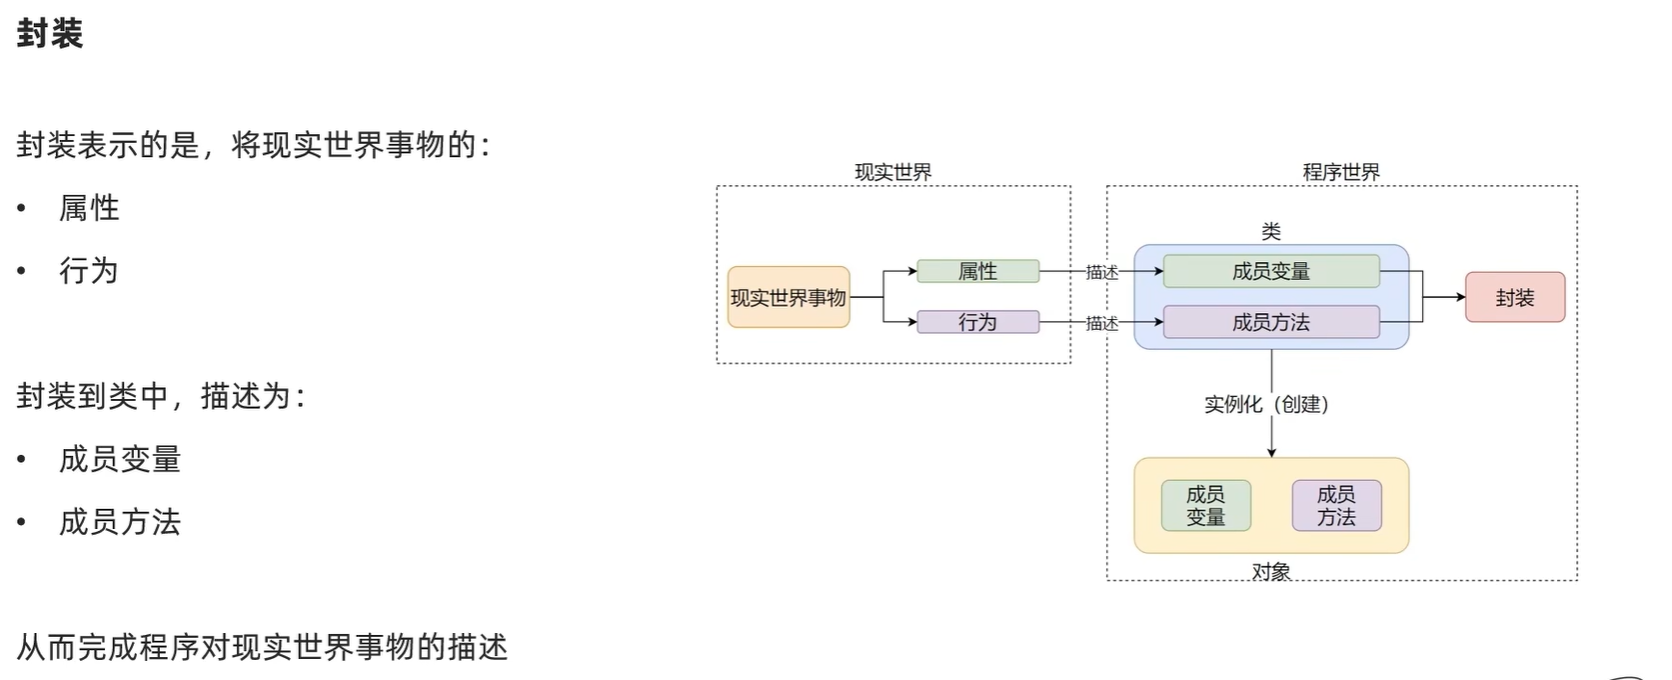 封装
封装表示的是，将现实世界事物的：
• 属性
• 行为
封装到类中，描述为：
• 成员变量
• 成员方法
从而完成程序对现实世界事物的描述
现实世界
现实世界事物
属性
行为
描述
描述
程序世界
类
成员变量
成员方法
封装
实例化（创建）
成员
变量
成员
方法
对象